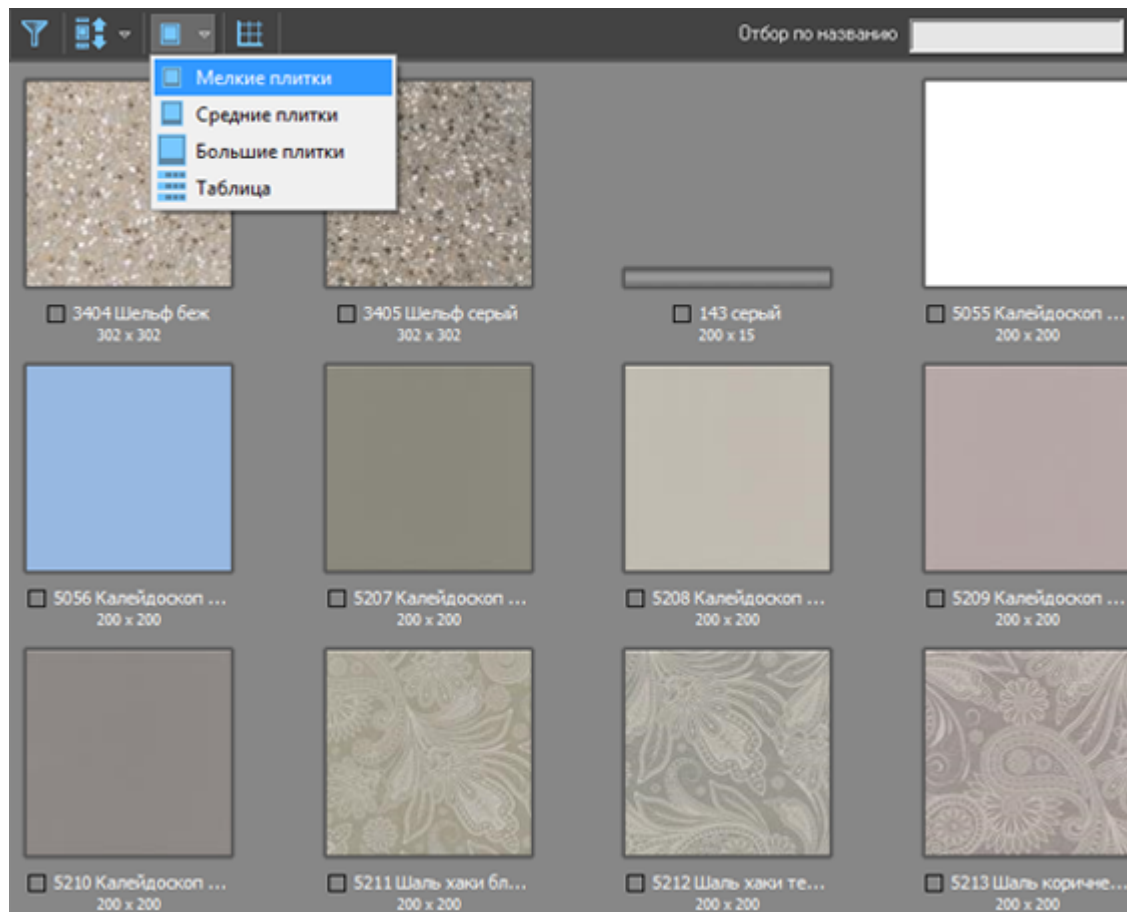 Отбор по названию
Мелкие плитки
Средние плитки
Большие плитки
Таблица
3404 Шельф беж
302 x 302
3405 Шельф серый
302 x 302
143 серый
200 x 15
5055 Калейдоскоп ...
200 x 200
5056 Калейдоскоп ...
200 x 200
5207 Калейдоскоп ...
200 x 200
5208 Калейдоскоп ...
200 x 200
5209 Калейдоскоп ...
200 x 200
5210 Калейдоскоп ...
200 x 200
5211 Шаль хаки бл...
200 x 200
5212 Шаль хаки те...
200 x 200
5213 Шаль коричне...
200 x 200